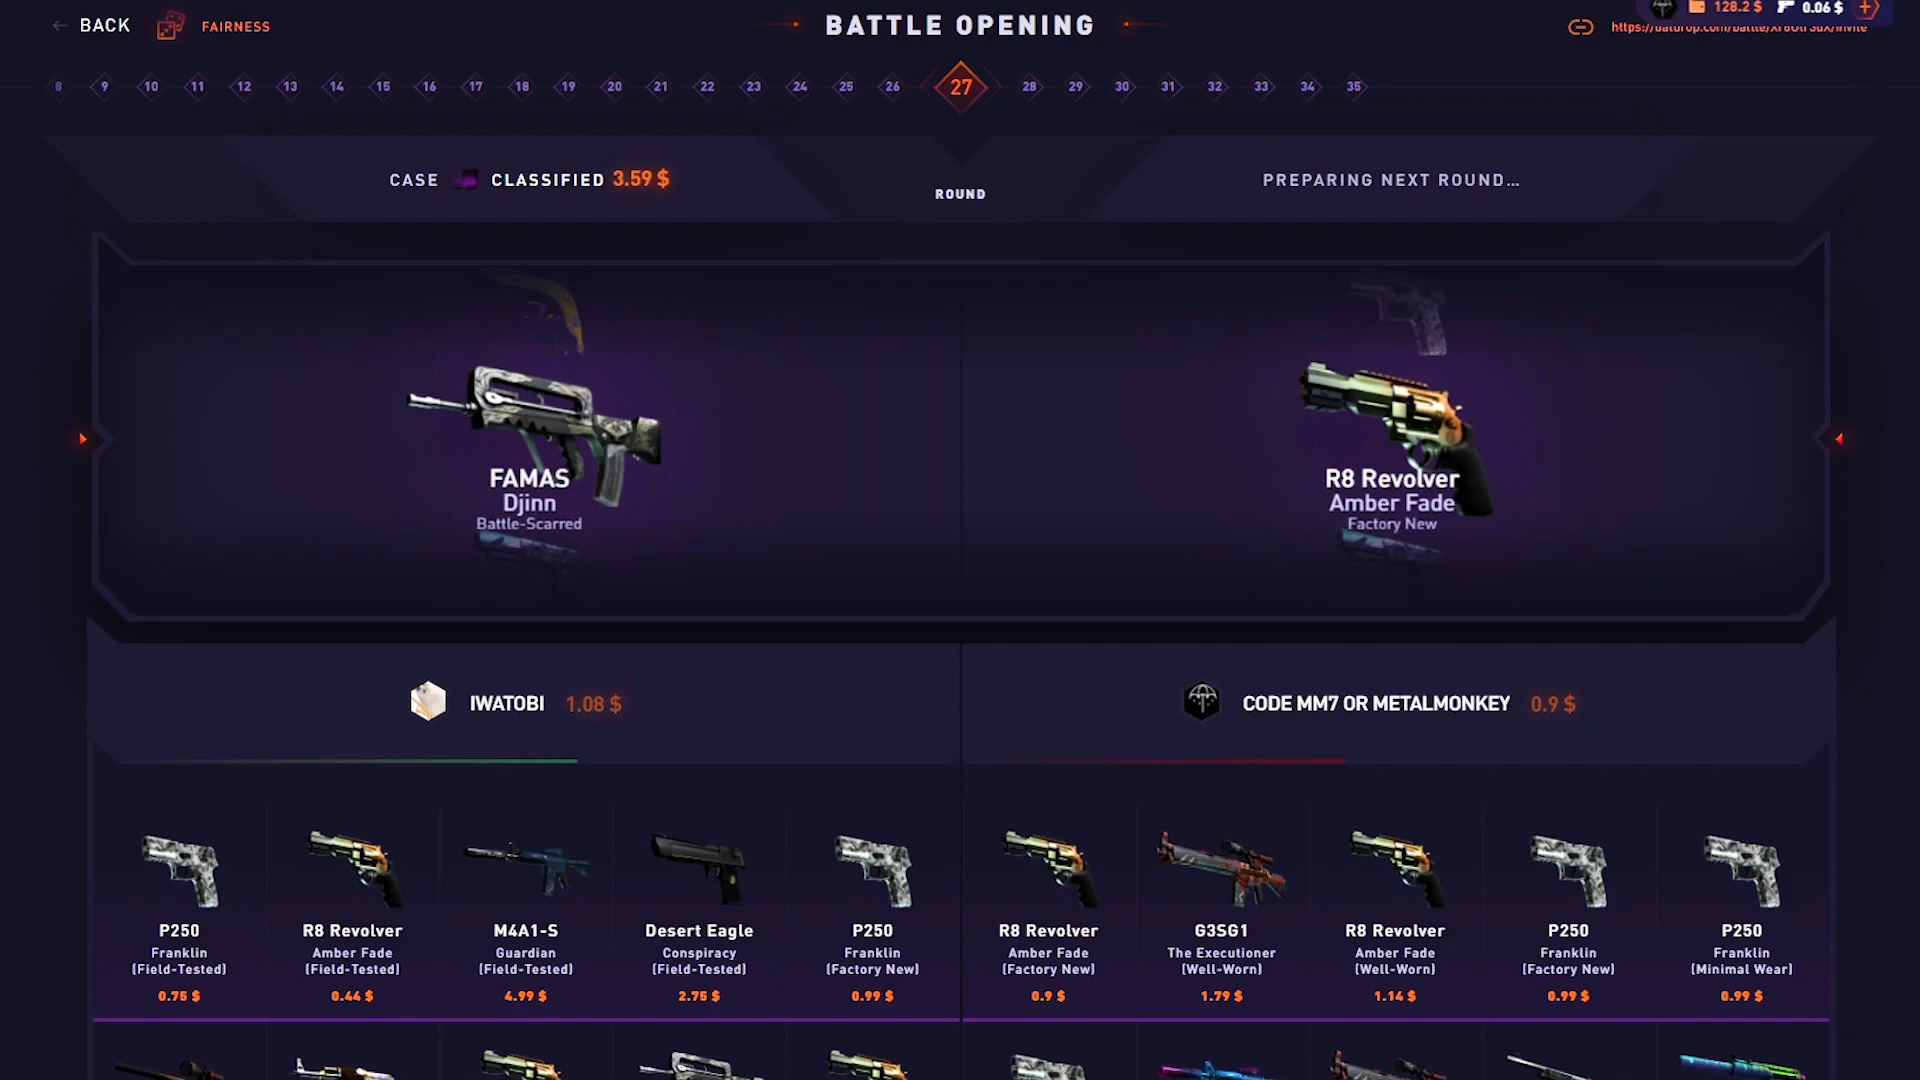 BACK
FAIRNESS
BATTLE OPENING
128.2 $
0.06 $
8 9 10 11 12 13 14 15 16 17 18 19 20 21 22 23 24 25 26 27 28 29 30 31 32 33 34 35
CASE CLASSIFIED 3.59 $
ROUND
PREPARING NEXT ROUND...
FAMAS
Djinn
Battle-Scarred
R8 Revolver
Amber Fade
Factory New
IWATOBI 1.08 $
CODE MM7 OR METALMONKEY 0.9 $
P250
Franklin
(Field-Tested)
0.75 $
R8 Revolver
Amber Fade
(Field-Tested)
0.44 $
M4A1-S
Guardian
(Field-Tested)
4.99 $
Desert Eagle
Conspiracy
(Field-Tested)
2.75 $
P250
Franklin
(Factory New)
0.99 $
R8 Revolver
Amber Fade
(Factory New)
0.9 $
G3SG1
The Executioner
(Well-Worn)
1.79 $
R8 Revolver
Amber Fade
(Well-Worn)
1.14 $
P250
Franklin
(Factory New)
0.99 $
P250
Franklin
(Minimal Wear)
0.99 $